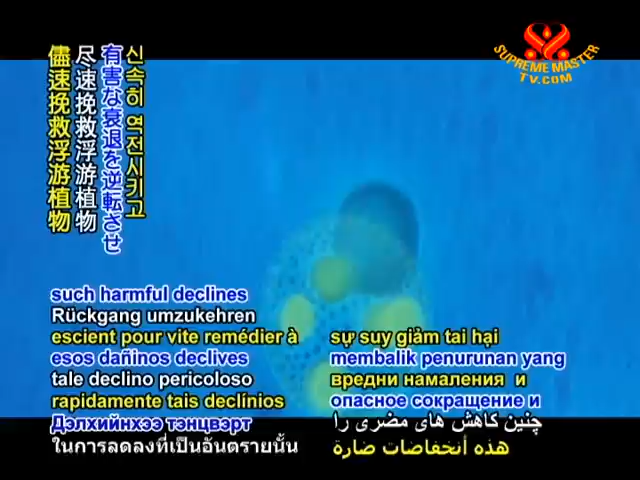 SUPREME MASTER
TV.COM
신속히 역전시키고
有害な衰退を逆転させ
尽速挽救浮游植物
儘速挽救浮游植物
such harmful declines
Rückgang umzukehren
escient pour vite remédier à
esos dañinos declives
tale declino pericoloso
rapidamente tais declínios
Дэлхийнхээ тэнцвэрт
ในการลดลงที่เป็นอันตรายนั้น
sự suy giảm tai hại
membalik penurunan yang
вредни намаления и
опасное сокращение и
چنین کاهش های مضری را
هذه أنخفاضات ضارة